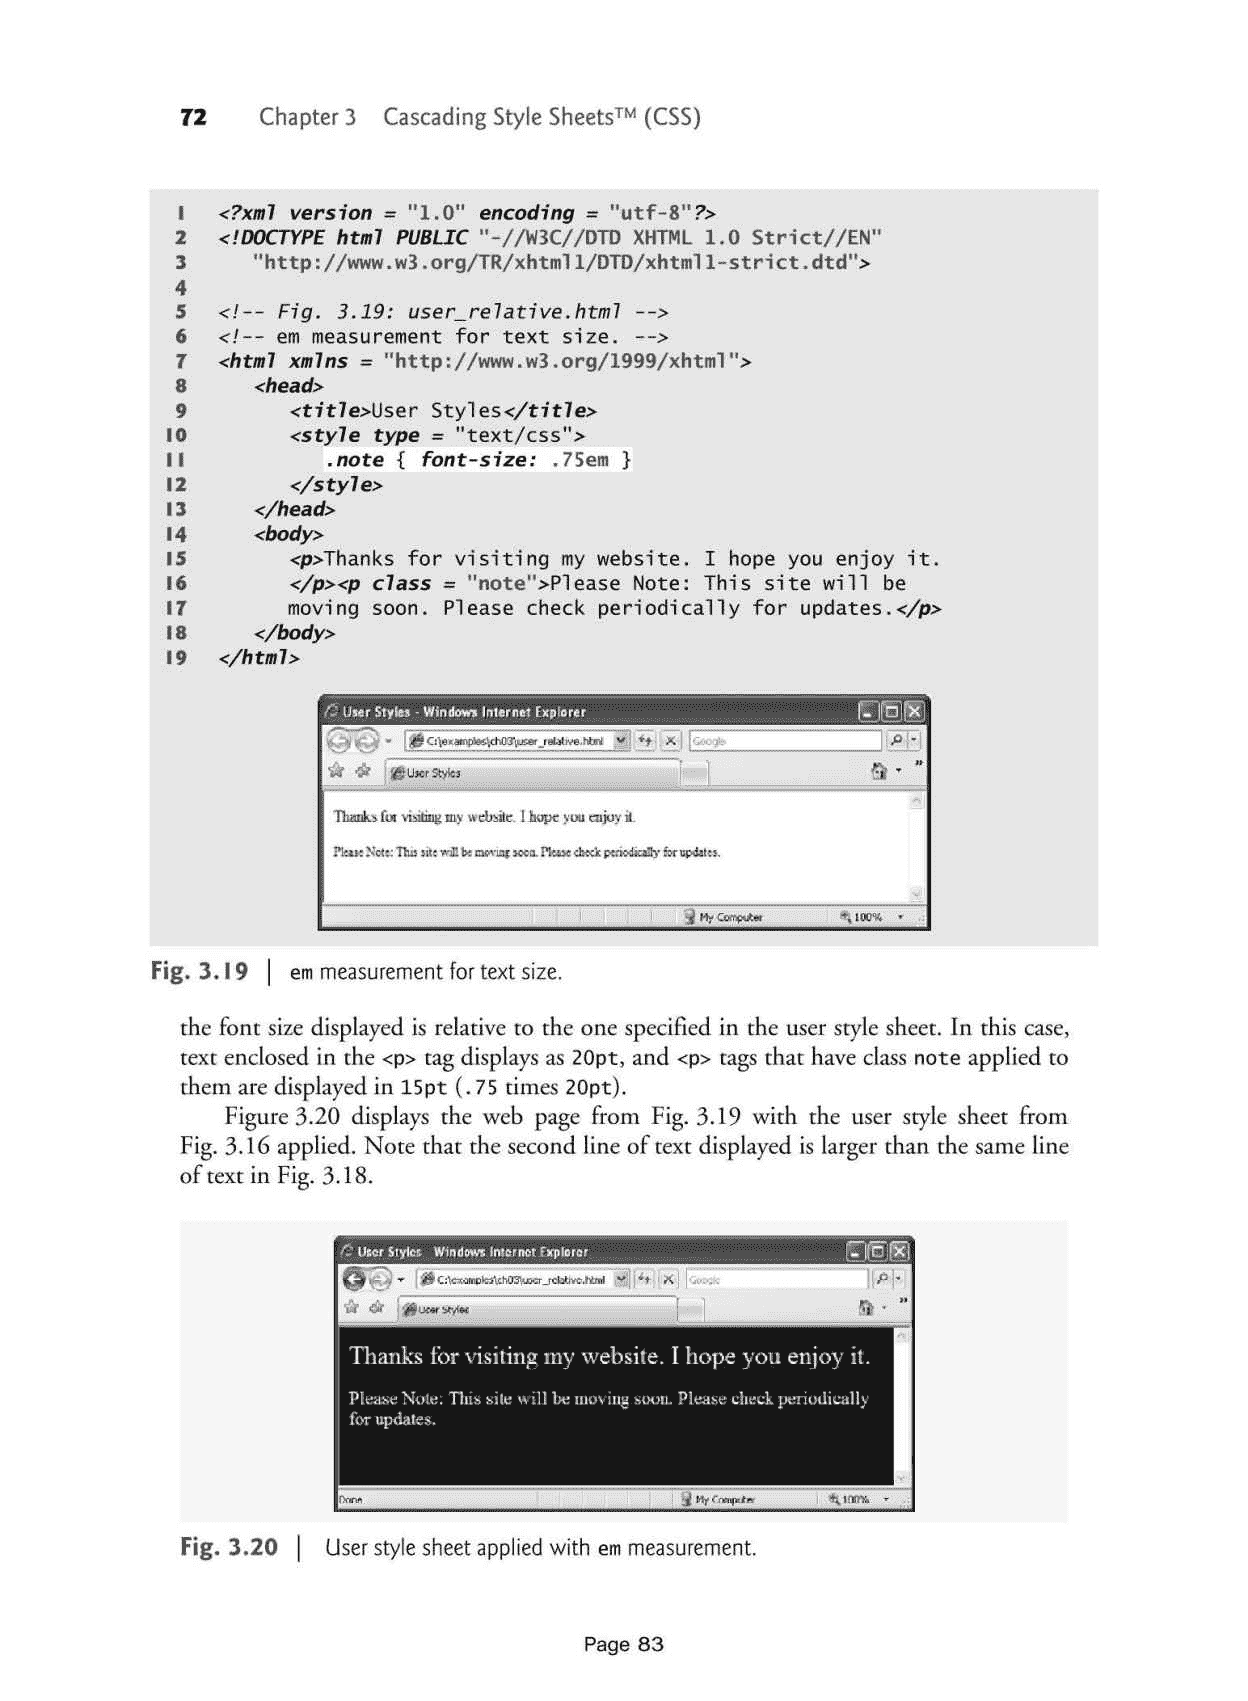 72 Chapter 3 Cascading Style Sheets™ (CSS)
1 <?xml version = "1.0" encoding = "utf-8"?>
2 <!DOCTYPE html PUBLIC "-//W3C//DTD XHTML 1.0 Strict//EN"
3 "http://www.w3.org/TR/xhtml1/DTD/xhtml1-strict.dtd">
4
5 <!-- Fig. 3.19: user_relative.html -->
6 <!-- em measurement for text size. -->
7 <html xmlns = "http://www.w3.org/1999/xhtml">
8 <head>
9 <title>User Styles</title>
10 <style type = "text/css">
11 .note { font-size: .75em }
12 </style>
13 </head>
14 <body>
15 <p>Thanks for visiting my website. I hope you enjoy it.
16 </p><p class = "note">Please Note: This site will be
17 moving soon. Please check periodically for updates.</p>
18 </body>
19 </html>
User Styles - Windows Internet Explorer
C:\examples\ch03\user_relative.html Google
User Styles
Thanks for visiting my website. I hope you enjoy it.
Please Note: This site will be moving soon. Please check periodically for updates.
My Computer 100%
Fig. 3.19 | em measurement for text size.
the font size displayed is relative to the one specified in the user style sheet. In this case,
text enclosed in the <p> tag displays as 20pt, and <p> tags that have class note applied to
them are displayed in 15pt (.75 times 20pt).
Figure 3.20 displays the web page from Fig. 3.19 with the user style sheet from
Fig. 3.16 applied. Note that the second line of text displayed is larger than the same line
of text in Fig. 3.18.
User Styles Windows Internet Explorer
C:\examples\ch03\user_relative.html Google
User Styles
Thanks for visiting my website. I hope you enjoy it.
Please Note: This site will be moving soon. Please check periodically
for updates.
Done My Computer 100%
Fig. 3.20 | User style sheet applied with em measurement.
Page 83